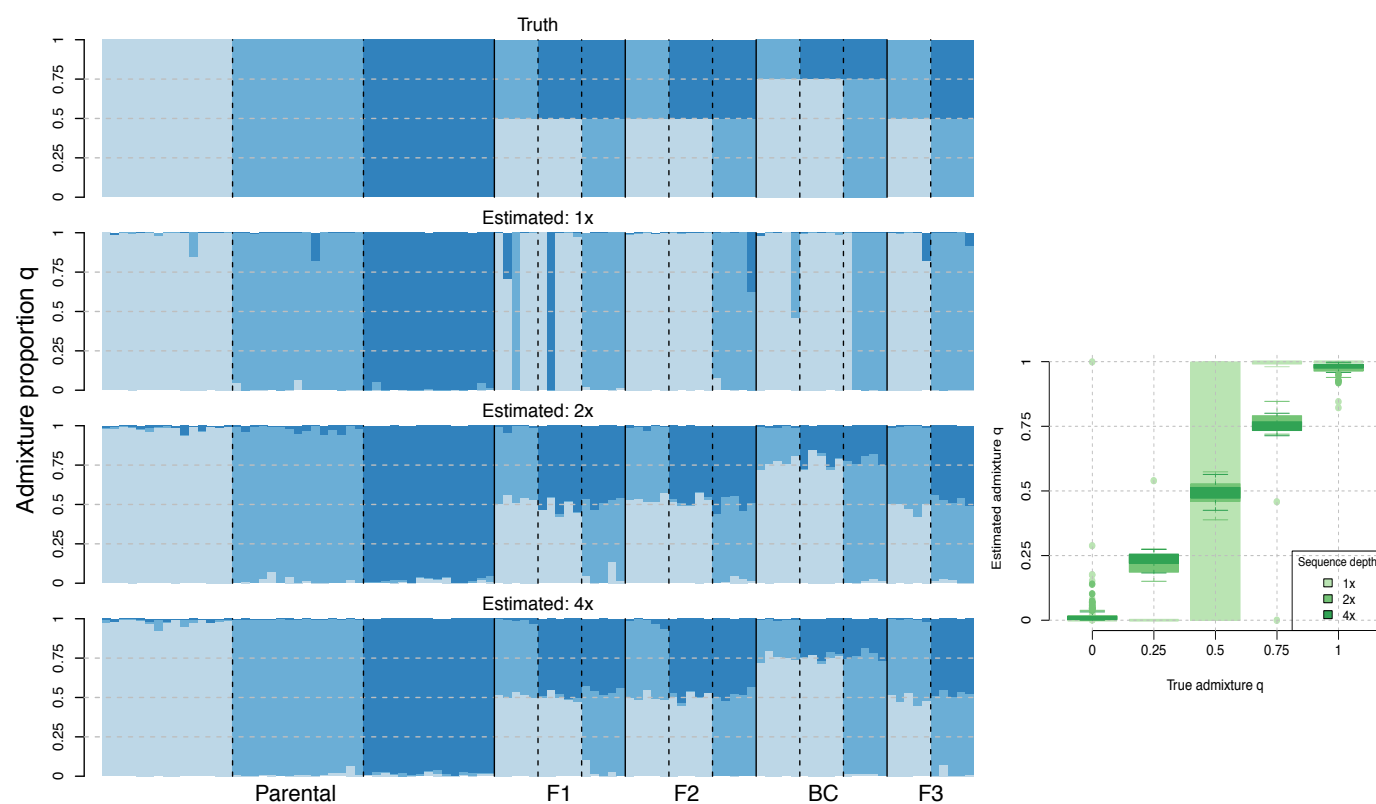 Truth
1
0.75
0.5
0.25
0
Estimated: 1x
1
0.75
0.5
0.25
0
Estimated: 2x
1
0.75
0.5
0.25
0
Estimated: 4x
1
0.75
0.5
0.25
0
Admixture proportion q
Parental F1 F2 BC F3
1
0.75
0.5
0.25
0
Estimated admixture q
Sequence depth
1x
2x
4x
0 0.25 0.5 0.75 1
True admixture q